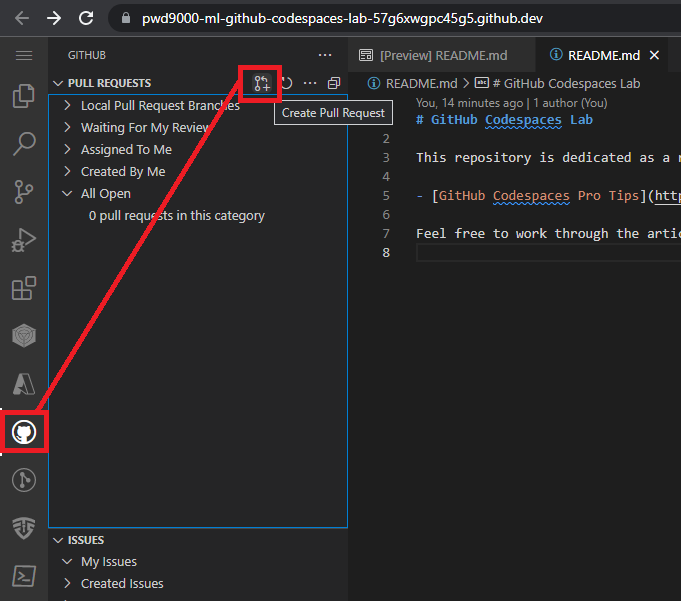 pwd9000-ml-github-codespaces-lab-57g6xwgpc45g5.github.dev
GITHUB
PULL REQUESTS
Create Pull Request
Local Pull Request Branches
Waiting For My Review
Assigned To Me
Created By Me
All Open
0 pull requests in this category
ISSUES
My Issues
Created Issues
[Preview] README.md
README.md
README.md > # GitHub Codespaces Lab
You, 14 minutes ago | 1 author (You)
# GitHub Codespaces Lab
2
3 This repository is dedicated as a
4
5 - [GitHub Codespaces Pro Tips](
6
7 Feel free to work through the
8